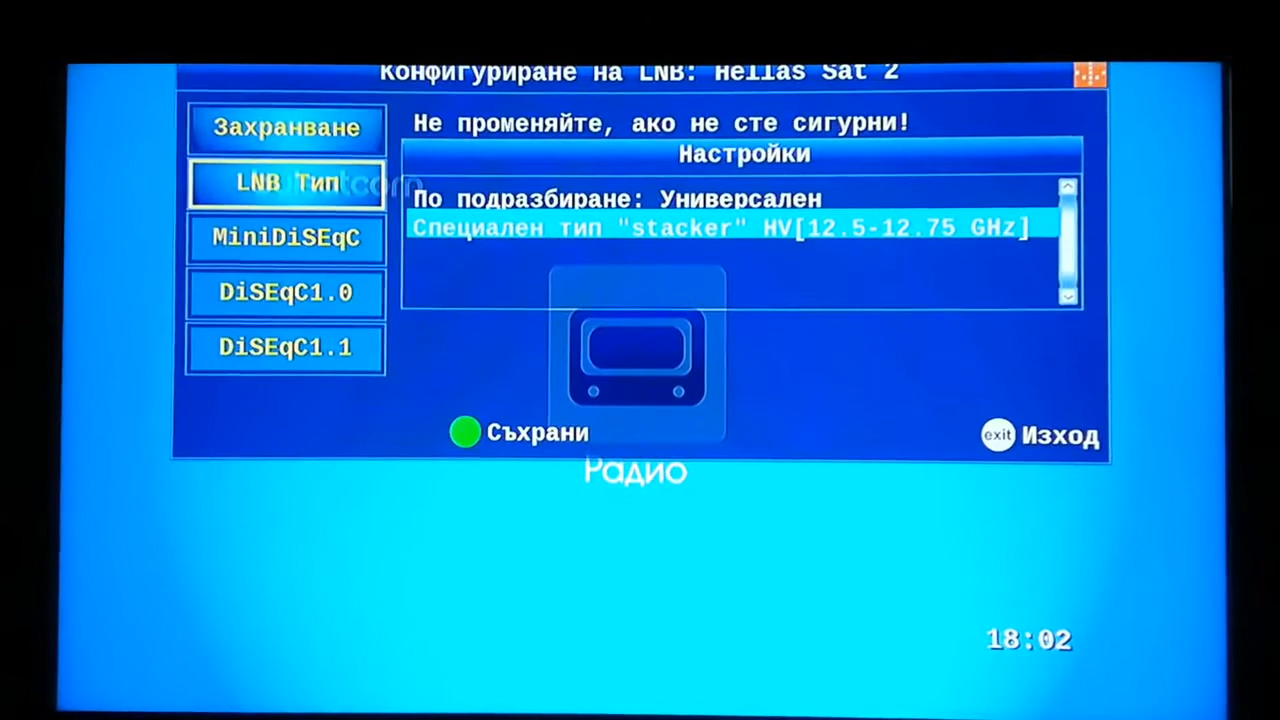 Конфигуриране на LNB: Hellas Sat 2
Захранване
LNB Тип
MiniDiSEqC
DiSEqC1.0
DiSEqC1.1
Не променяйте, ако не сте сигурни!
Настройки
По подразбиране: Универсален
Специален тип "stacker" HV[12.5-12.75 GHz]
Съхрани
exit Изход
Радио
18:02